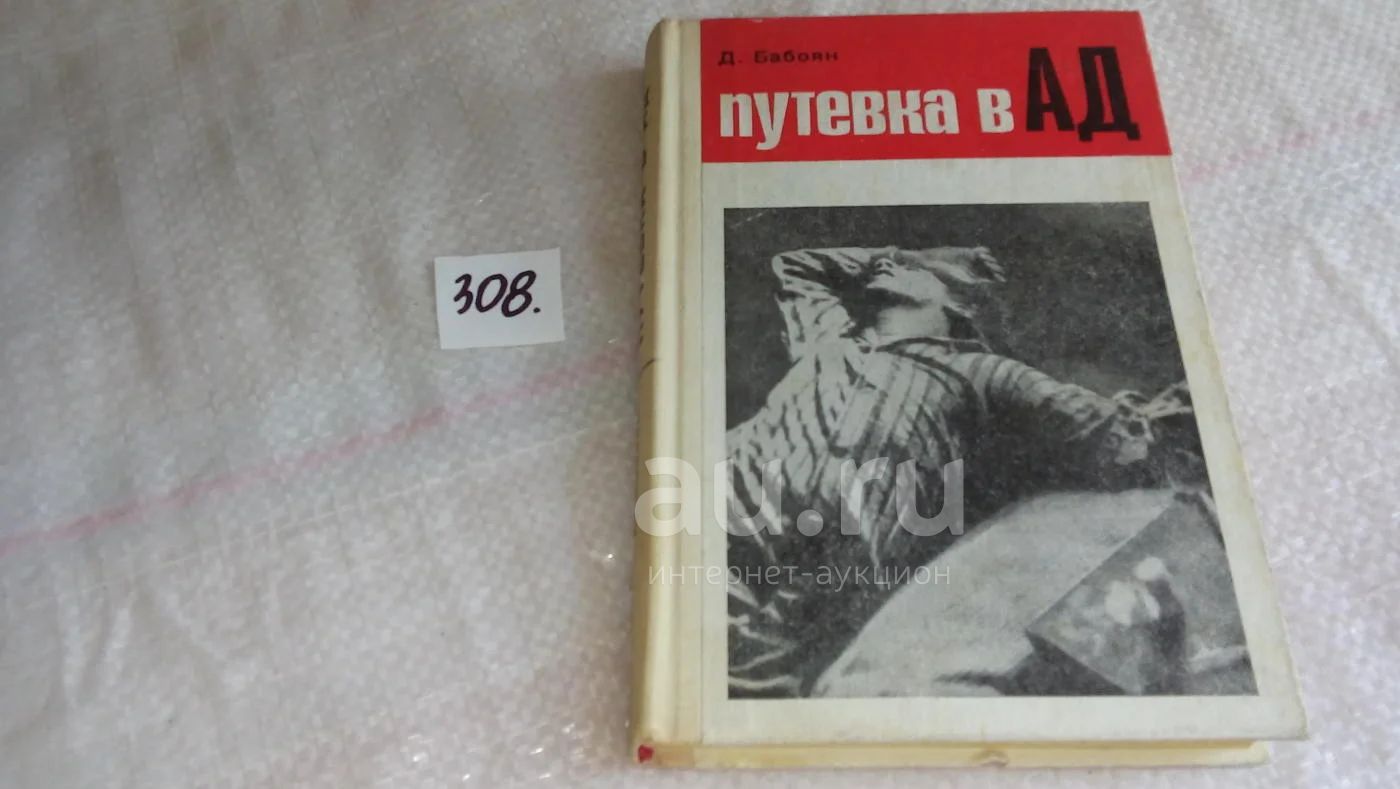 Д. Бабоян
путевка в АД
308.
au.ru
интернет-аукцион